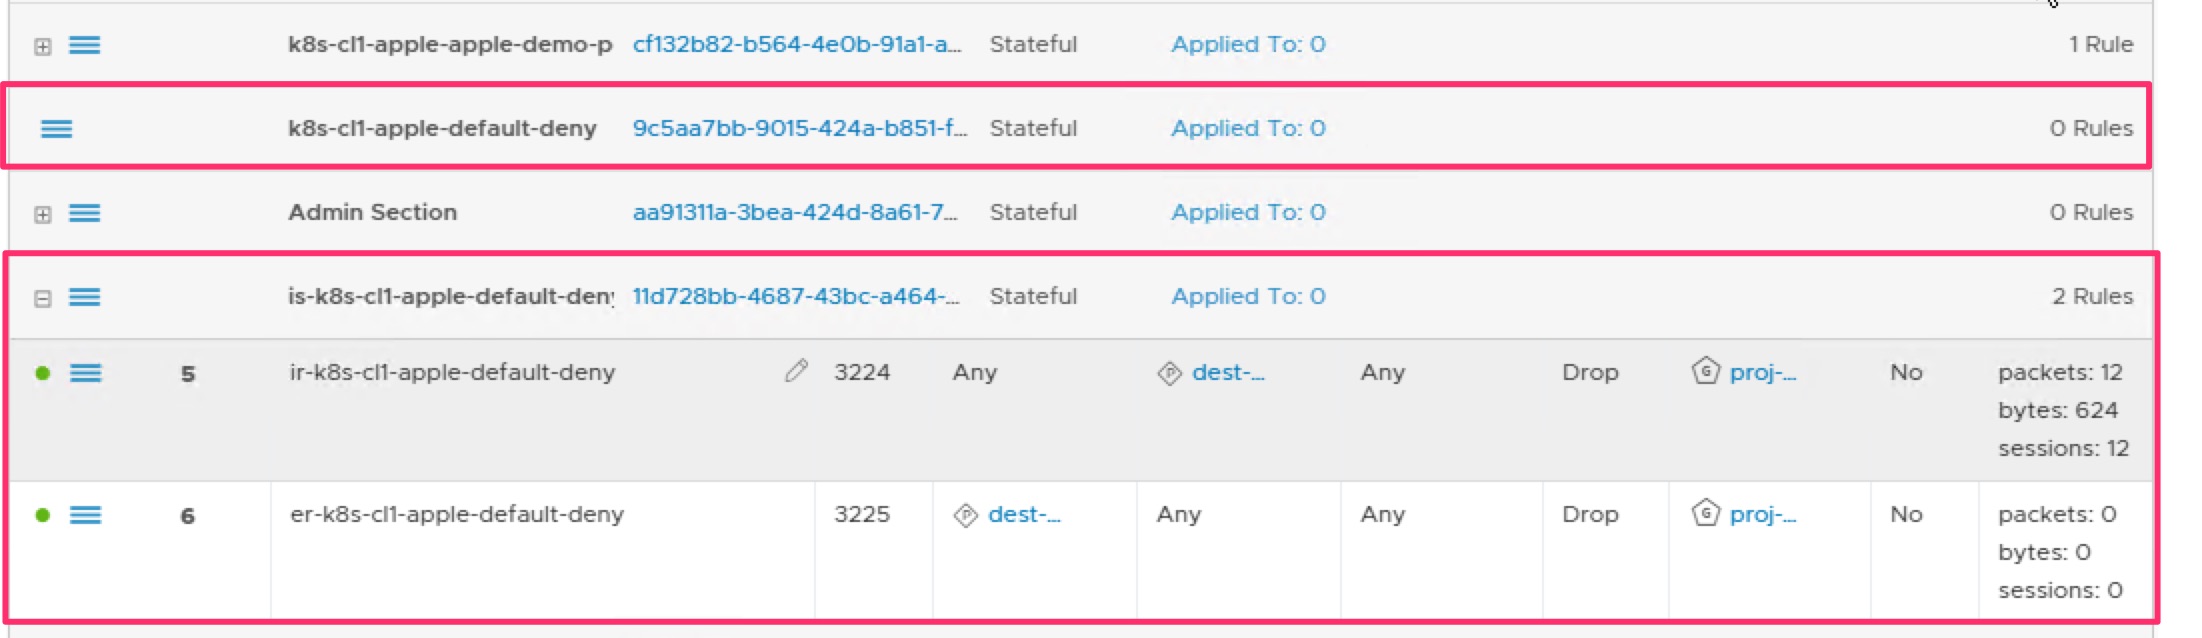 k8s-cl1-apple-apple-demo-p cf132b82-b564-4e0b-91a1-a... Stateful Applied To: 0 1 Rule
k8s-cl1-apple-default-deny 9c5aa7bb-9015-424a-b851-f... Stateful Applied To: 0 0 Rules
Admin Section aa91311a-3bea-424d-8a61-7... Stateful Applied To: 0 0 Rules
is-k8s-cl1-apple-default-deny 11d728bb-4687-43bc-a464-... Stateful Applied To: 0 2 Rules
5 ir-k8s-cl1-apple-default-deny 3224 Any dest-... Any Drop proj-... No packets: 12
bytes: 624
sessions: 12
6 er-k8s-cl1-apple-default-deny 3225 dest-... Any Any Drop proj-... No packets: 0
bytes: 0
sessions: 0